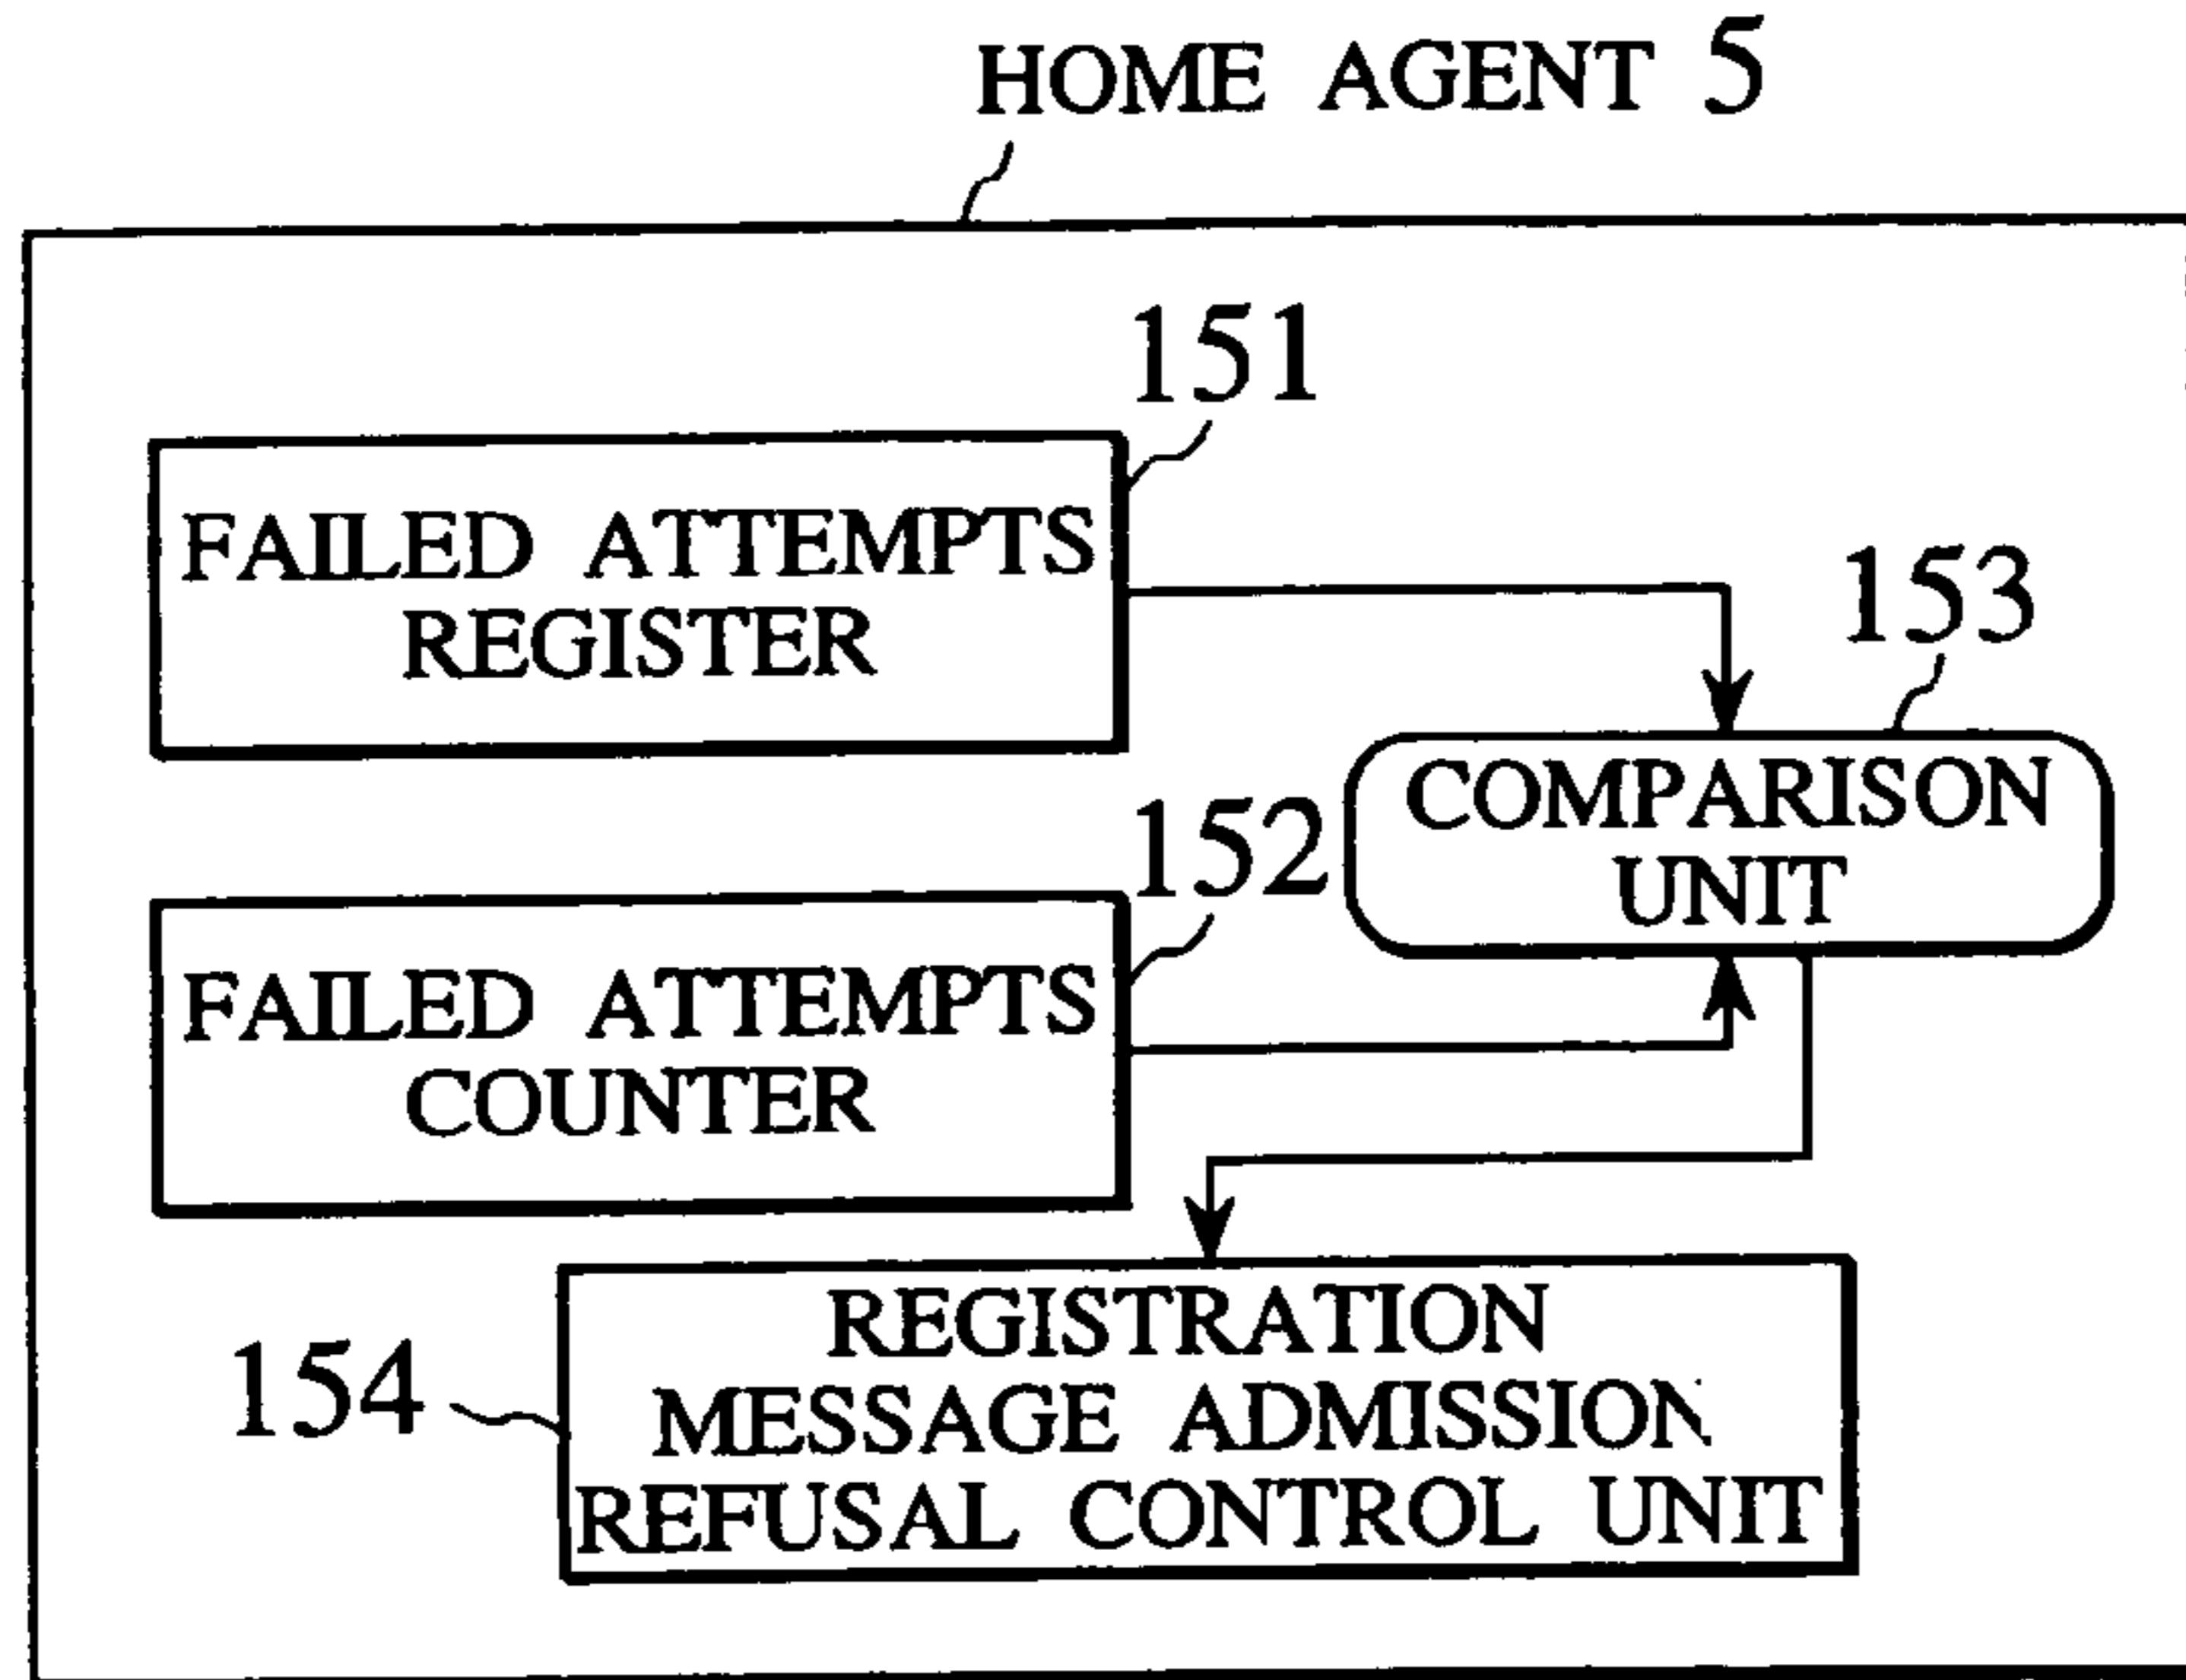 HOME AGENT 5
151
FAILED ATTEMPTS
REGISTER
153
COMPARISON
UNIT
152
FAILED ATTEMPTS
COUNTER
154
REGISTRATION
MESSAGE ADMISSION
REFUSAL CONTROL UNIT